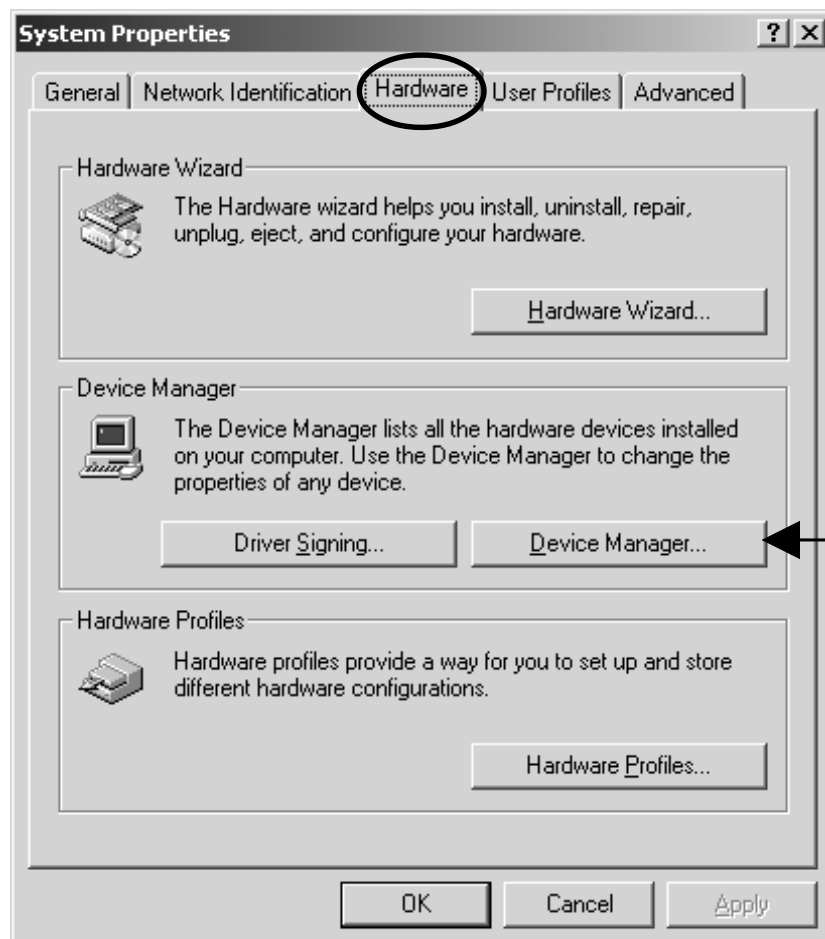 System Properties
? X
General Network Identification Hardware User Profiles Advanced
Hardware Wizard
The Hardware wizard helps you install, uninstall, repair,
unplug, eject, and configure your hardware.
Hardware Wizard...
Device Manager
The Device Manager lists all the hardware devices installed
on your computer. Use the Device Manager to change the
properties of any device.
Driver Signing... Device Manager...
Hardware Profiles
Hardware profiles provide a way for you to set up and store
different hardware configurations.
Hardware Profiles...
OK Cancel Apply